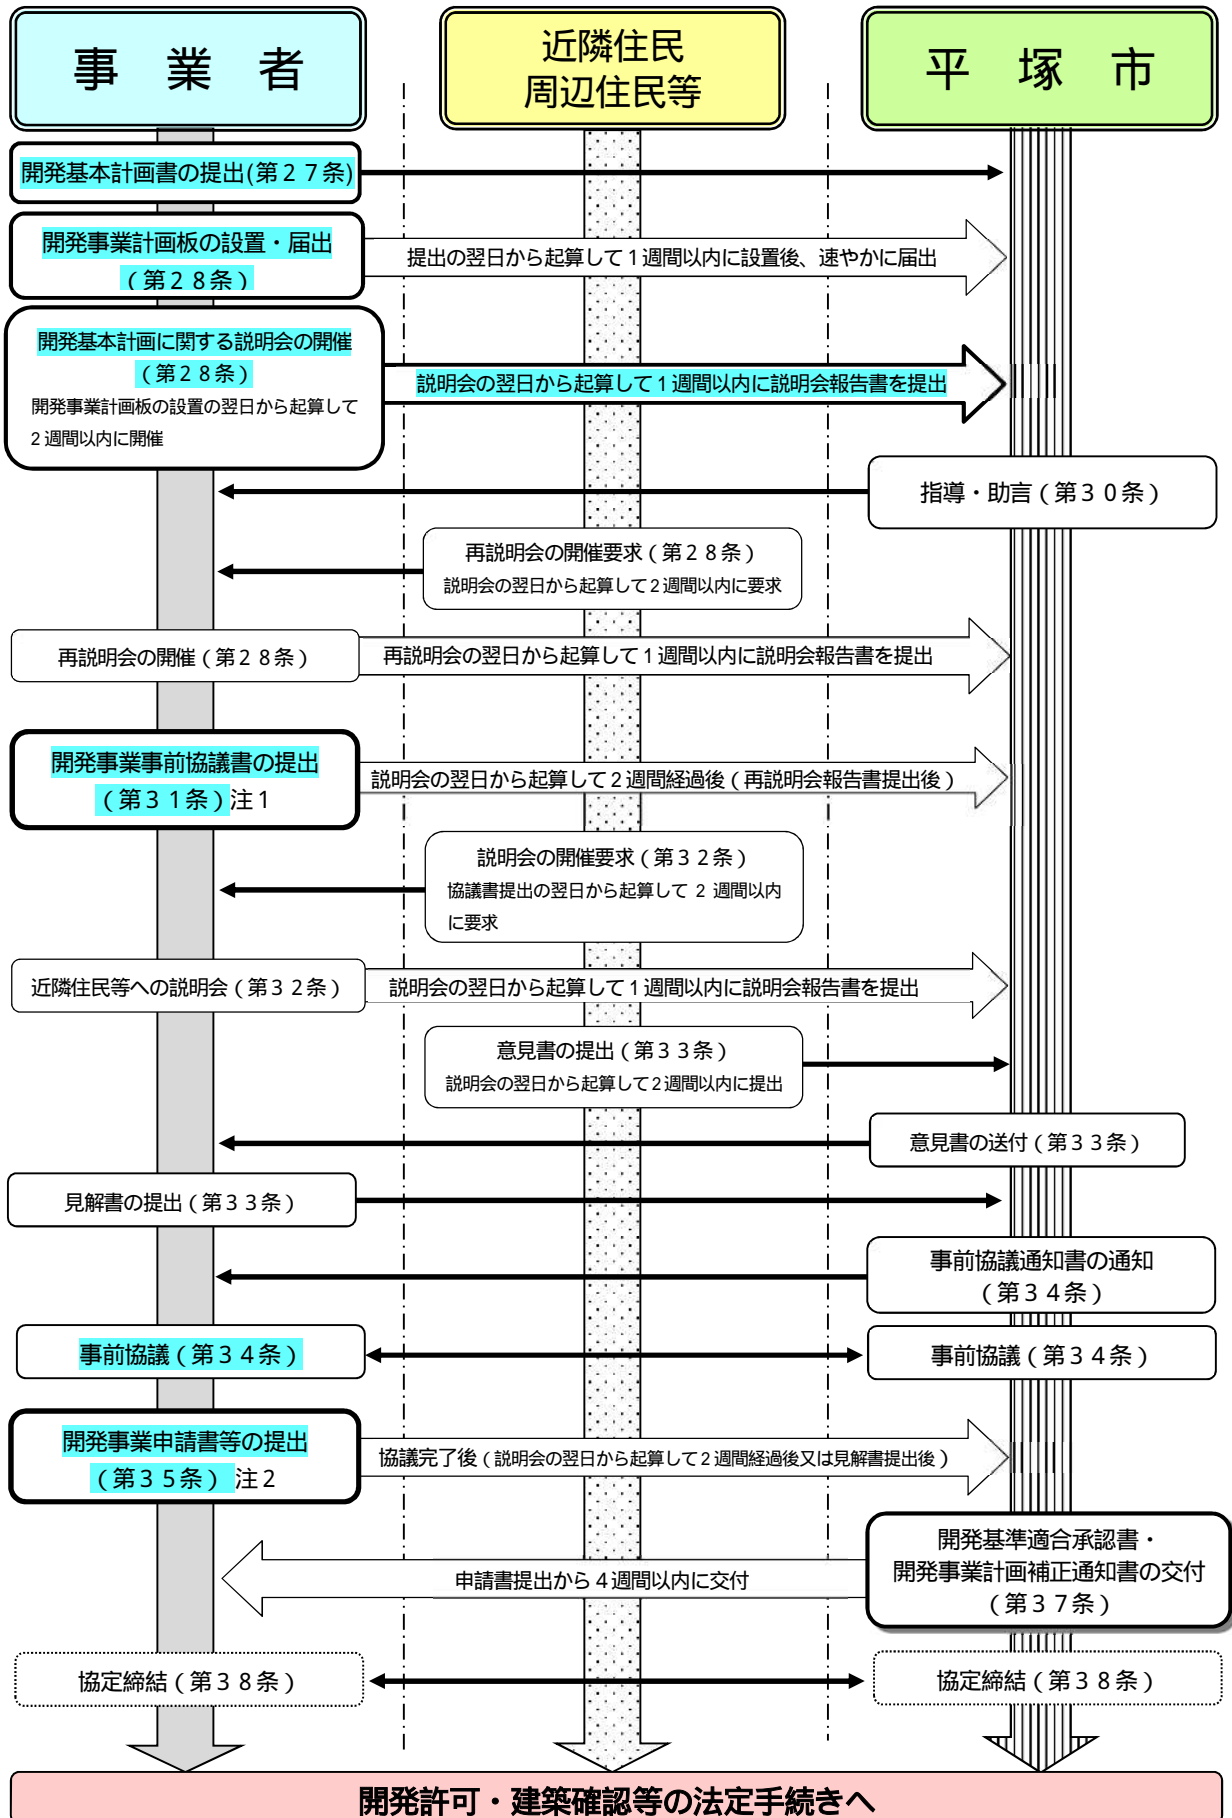 事　業　者
近隣住民
周辺住民等
平　塚　市
開発基本計画書の提出(第２７条)
開発事業計画板の設置・届出
（第２８条）
提出の翌日から起算して１週間以内に設置後、速やかに届出
開発基本計画に関する説明会の開催
（第２８条）
開発事業計画板の設置の翌日から起算して
２週間以内に開催
説明会の翌日から起算して１週間以内に説明会報告書を提出
指導・助言（第３０条）
再説明会の開催要求（第２８条）
説明会の翌日から起算して２週間以内に要求
再説明会の開催（第２８条）
再説明会の翌日から起算して１週間以内に説明会報告書を提出
開発事業事前協議書の提出
（第３１条）注１
説明会の翌日から起算して２週間経過後（再説明会報告書提出後）
説明会の開催要求（第３２条）
協議書提出の翌日から起算して ２ 週間以内
に要求
近隣住民等への説明会（第３２条）
説明会の翌日から起算して１週間以内に説明会報告書を提出
意見書の提出（第３３条）
説明会の翌日から起算して２週間以内に提出
意見書の送付（第３３条）
見解書の提出（第３３条）
事前協議通知書の通知
（第３４条）
事前協議（第３４条）
事前協議（第３４条）
開発事業申請書等の提出
（第３５条） 注２
協議完了後（説明会の翌日から起算して２週間経過後又は見解書提出後）
開発基準適合承認書・
開発事業計画補正通知書の交付
（第３７条）
申請書提出から４週間以内に交付
協定締結（第３８条）
協定締結（第３８条）
開発許可・建築確認等の法定手続きへ